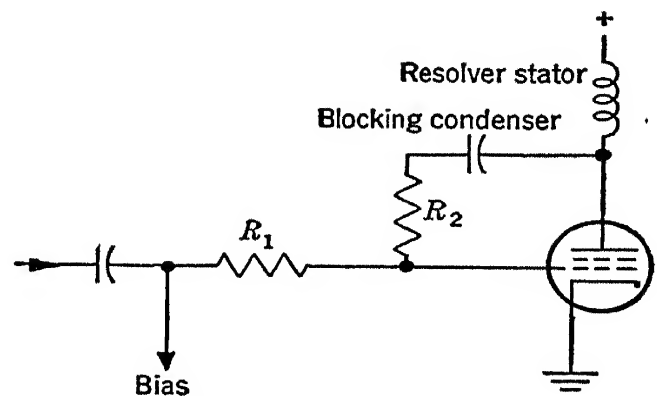 +
Resolver stator
Blocking condenser
R₂
R₁
Bias